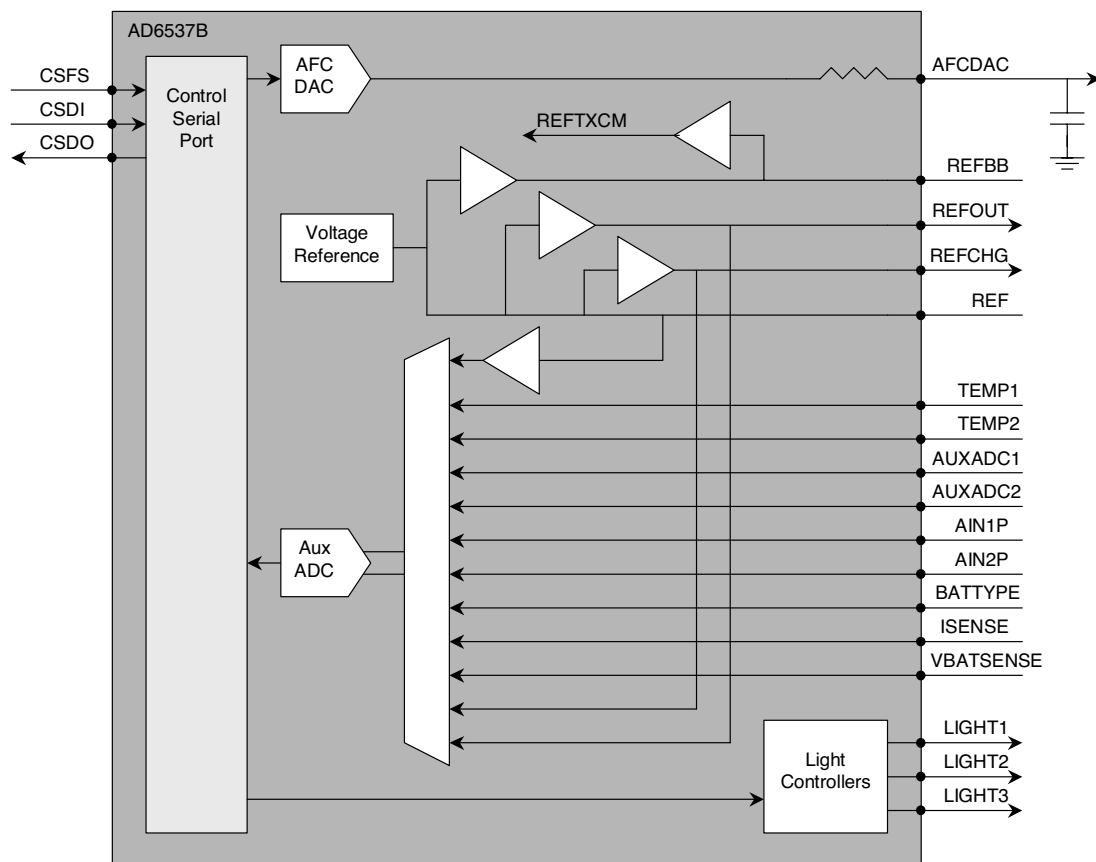 AD6537B
CSFS
CSDI
CSDO
Control
Serial
Port
AFC
DAC
AFCDAC
REFTXCM
REFBB
Voltage
Reference
REFOUT
REFCHG
REF
TEMP1
TEMP2
AUXADC1
AUXADC2
AIN1P
AIN2P
Aux
ADC
BATTYPE
ISENSE
VBATSENSE
Light
Controllers
LIGHT1
LIGHT2
LIGHT3